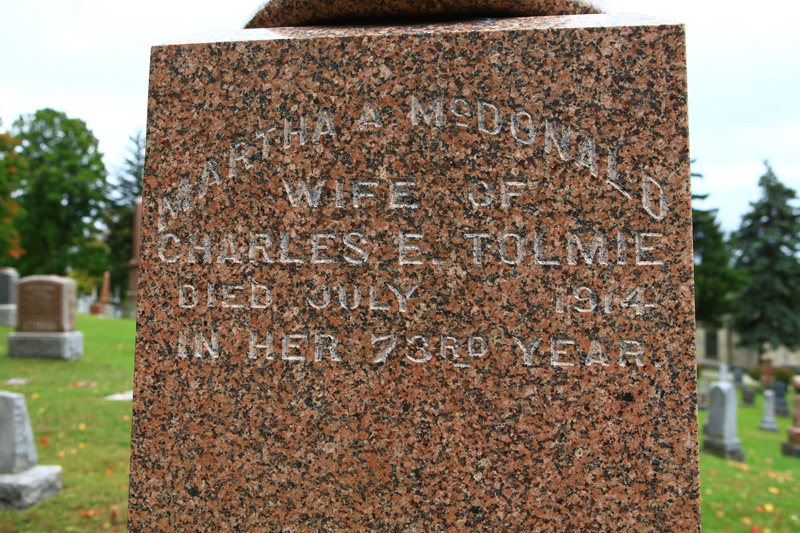 MARTHA A McDONALD
WIFE OF
CHARLES E. TOLMIE
DIED JULY 1914
IN HER 73RD YEAR.